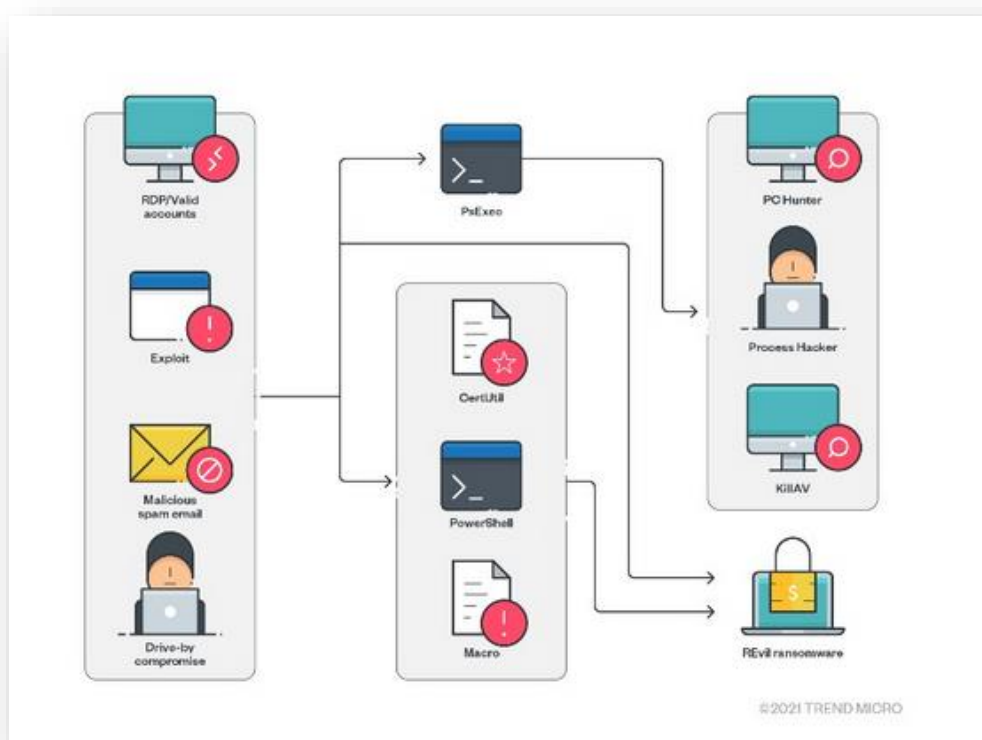 RDP/Valid
accounts
Exploit
Malicious
spam email
Drive-by
compromise
PsExec
CertUtil
PowerShell
Macro
PC Hunter
Process Hacker
KillAV
$
REvil ransomware
©2021 TREND MICRO